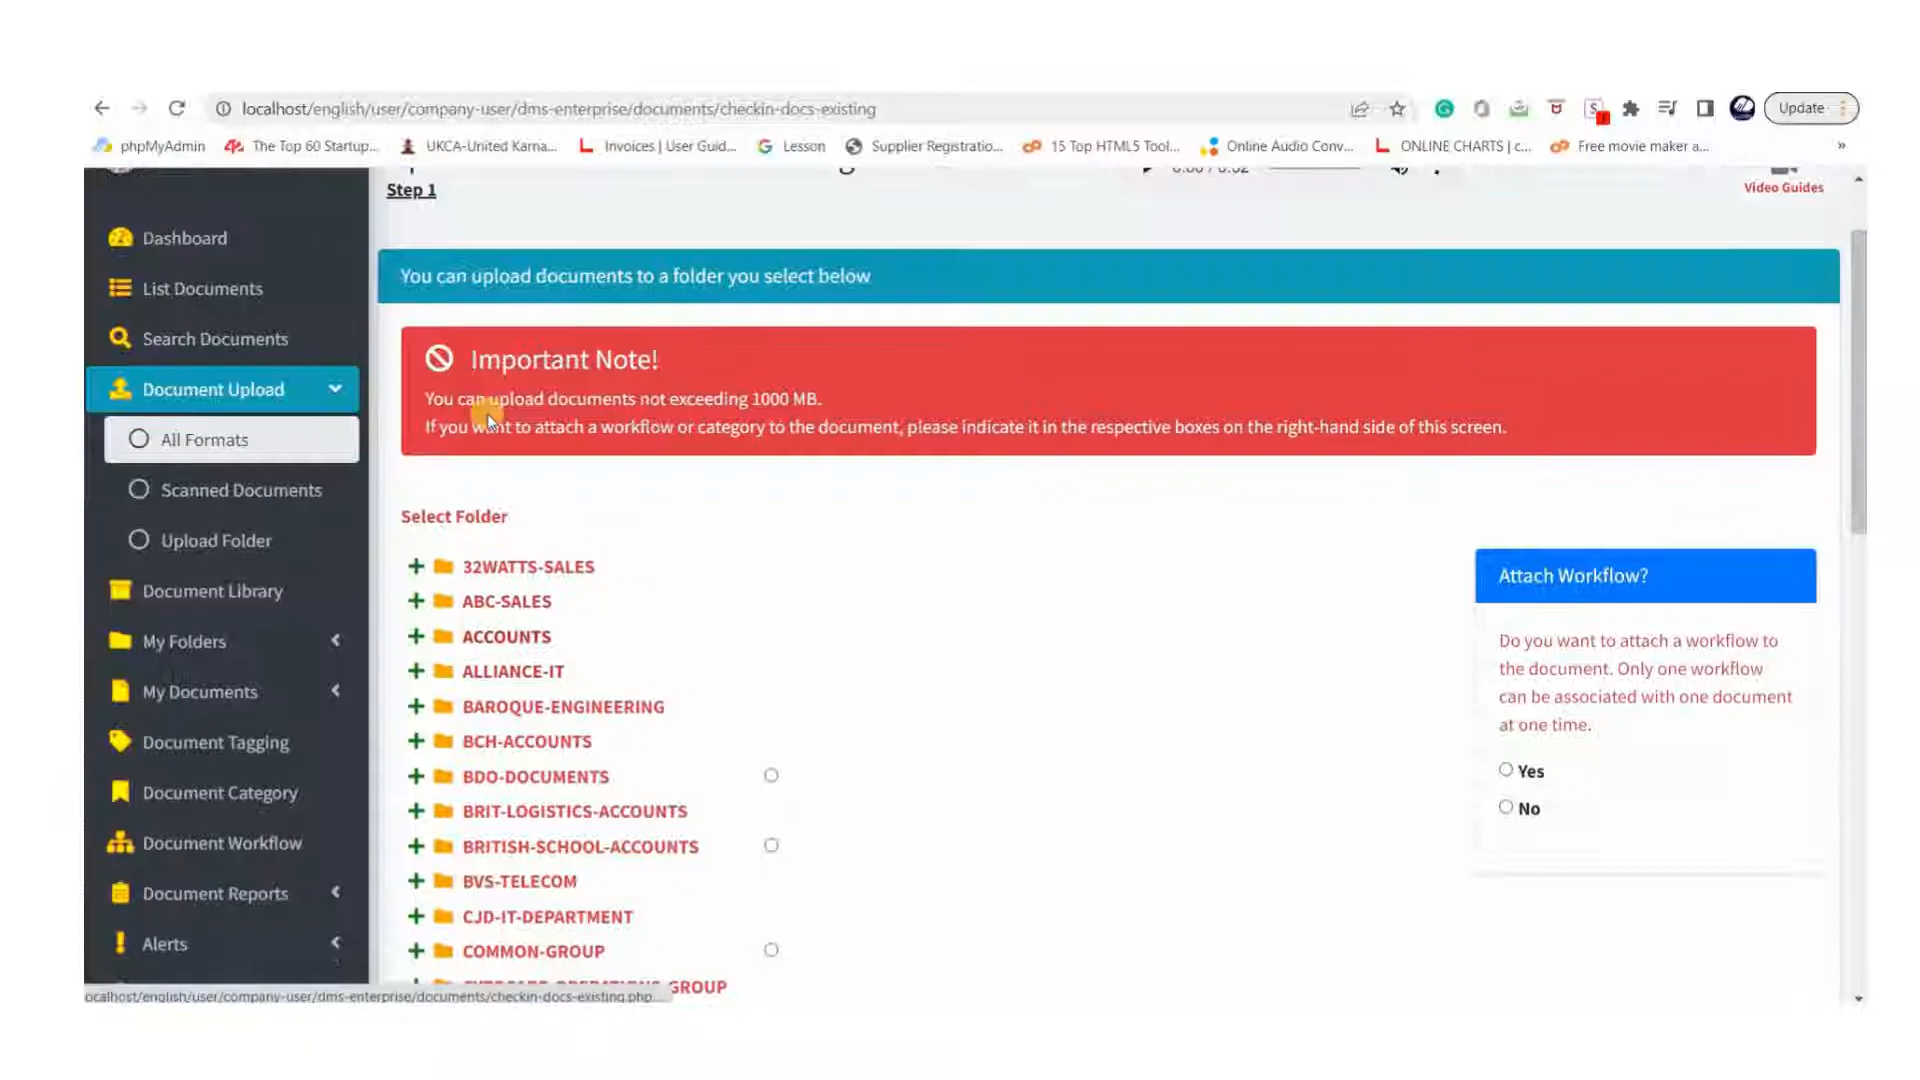 localhost/english/user/company-user/dms-enterprise/documents/checkin-docs-existing
Update
phpMyAdmin
The Top 60 Startup...
UKCA-United Karna...
Invoices | User Guid...
Lesson
Supplier Registratio...
15 Top HTML5 Tool...
Online Audio Conv...
ONLINE CHARTS | c...
Free movie maker a...
»
Step 1
Video Guides
Dashboard
List Documents
Search Documents
Document Upload
All Formats
Scanned Documents
Upload Folder
Document Library
My Folders
My Documents
Document Tagging
Document Category
Document Workflow
Document Reports
Alerts
You can upload documents to a folder you select below
Important Note!
You can upload documents not exceeding 1000 MB.
If you want to attach a workflow or category to the document, please indicate it in the respective boxes on the right-hand side of this screen.
Select Folder
32WATTS-SALES
ABC-SALES
ACCOUNTS
ALLIANCE-IT
BAROQUE-ENGINEERING
BCH-ACCOUNTS
BDO-DOCUMENTS
BRIT-LOGISTICS-ACCOUNTS
BRITISH-SCHOOL-ACCOUNTS
BVS-TELECOM
CJD-IT-DEPARTMENT
COMMON-GROUP
GROUP
Attach Workflow?
Do you want to attach a workflow to
the document. Only one workflow
can be associated with one document
at one time.
Yes
No
ocalhost/english/user/company-user/dms-enterprise/documents/checkin-docs-existing.php...